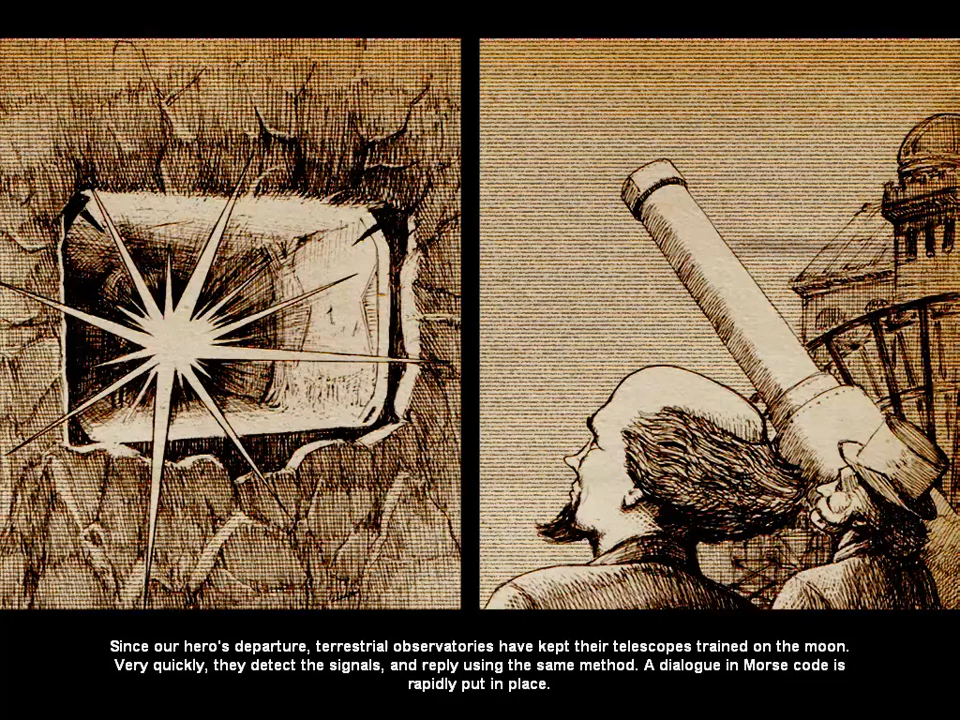 Since our hero's departure, terrestrial observatories have kept their telescopes trained on the moon.
Very quickly, they detect the signals, and reply using the same method. A dialogue in Morse code is
rapidly put in place.